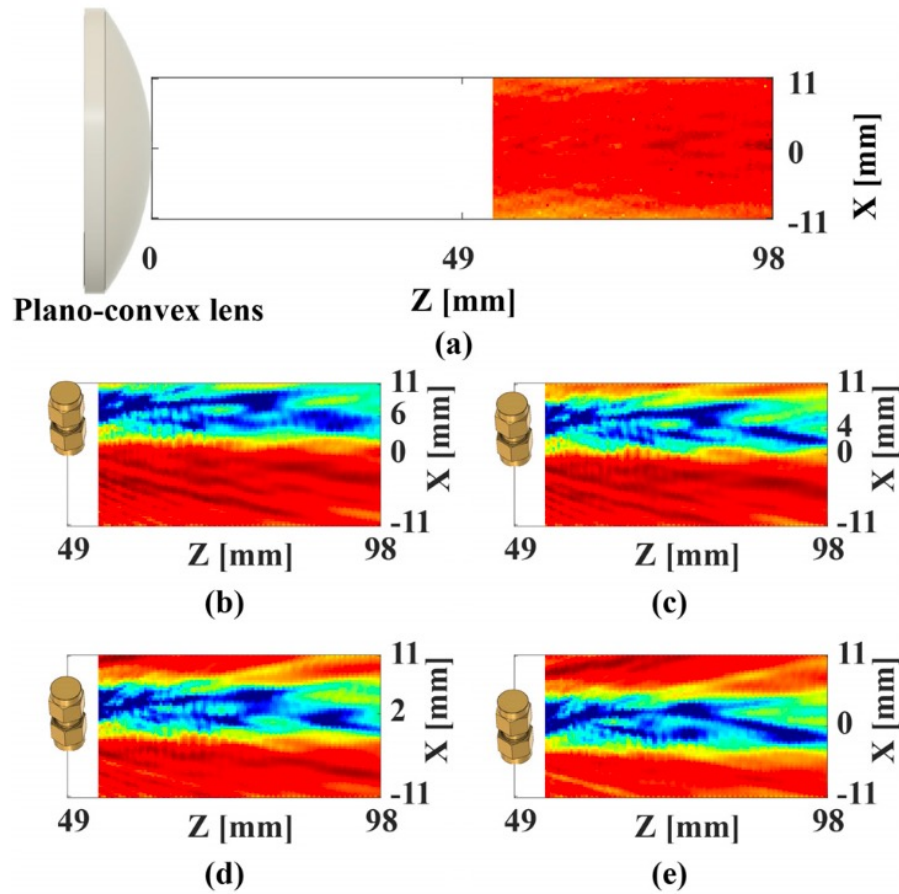 11
0
-11
X [mm]
0 49 98
Plano-convex lens
Z [mm]
(a)
11
6
0
-11
X [mm]
49 Z [mm] 98
(b)
11
4
0
-11
X [mm]
49 Z [mm] 98
(c)
11
2
-11
X [mm]
49 Z [mm] 98
(d)
11
0
-11
X [mm]
49 Z [mm] 98
(e)